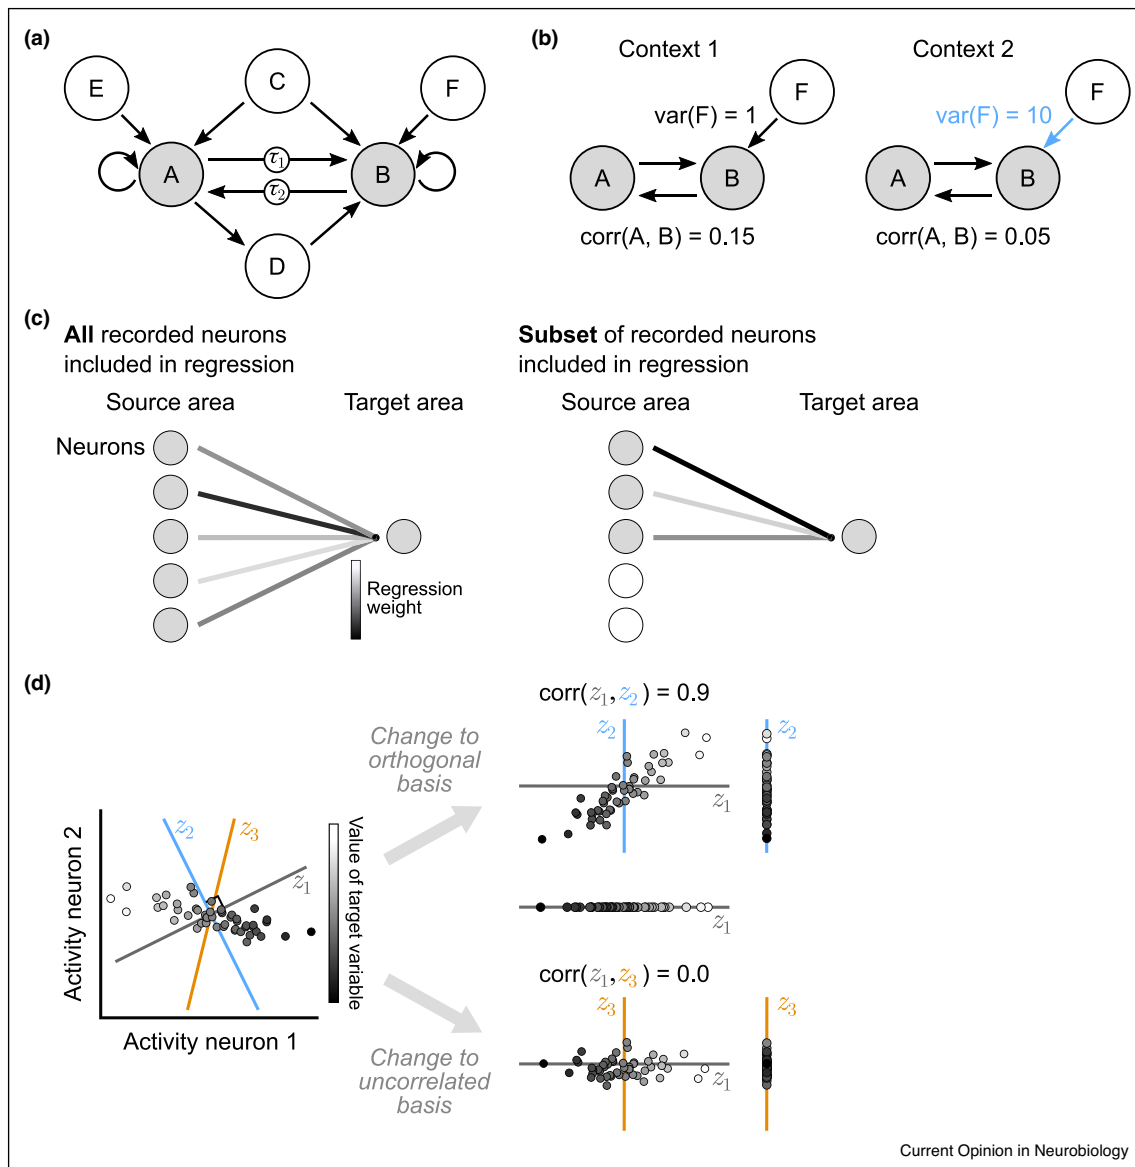 (a)
E
C
F
A
τ1
B
τ2
D
(b)
Context 1
Context 2
F
F
var(F) = 1
var(F) = 10
A
B
A
B
corr(A, B) = 0.15
corr(A, B) = 0.05
(c)
All recorded neurons
included in regression
Subset of recorded neurons
included in regression
Source area
Target area
Source area
Target area
Neurons
Regression
weight
(d)
corr(z1, z2) = 0.9
Change to
orthogonal
basis
z2
z2
z1
z1
Activity neuron 2
z2
z3
z1
Value of target variable
Activity neuron 1
corr(z1, z3) = 0.0
Change to
uncorrelated
basis
z3
z3
z1
Current Opinion in Neurobiology